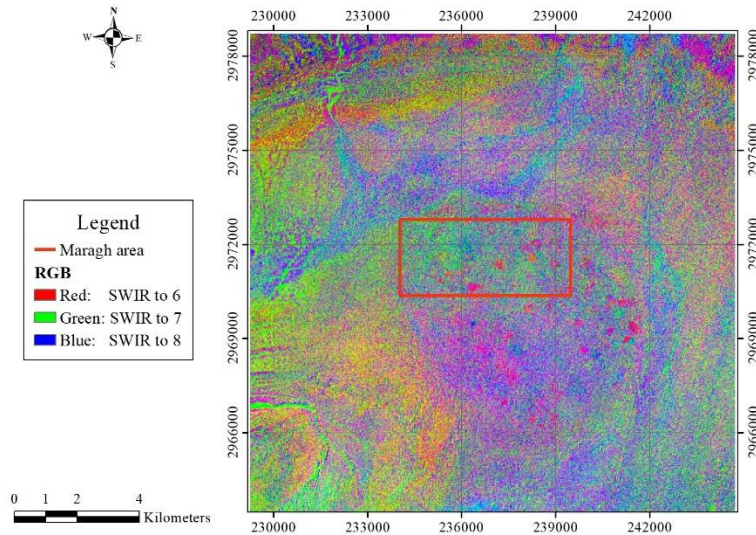 230000 233000 236000 239000 242000
N
W E
S
2978000 2978000
2975000 2975000
2972000 2972000
2969000 2969000
2966000 2966000
Legend
Maragh area
RGB
Red: SWIR to 6
Green: SWIR to 7
Blue: SWIR to 8
0 1 2 4
Kilometers
230000 233000 236000 239000 242000